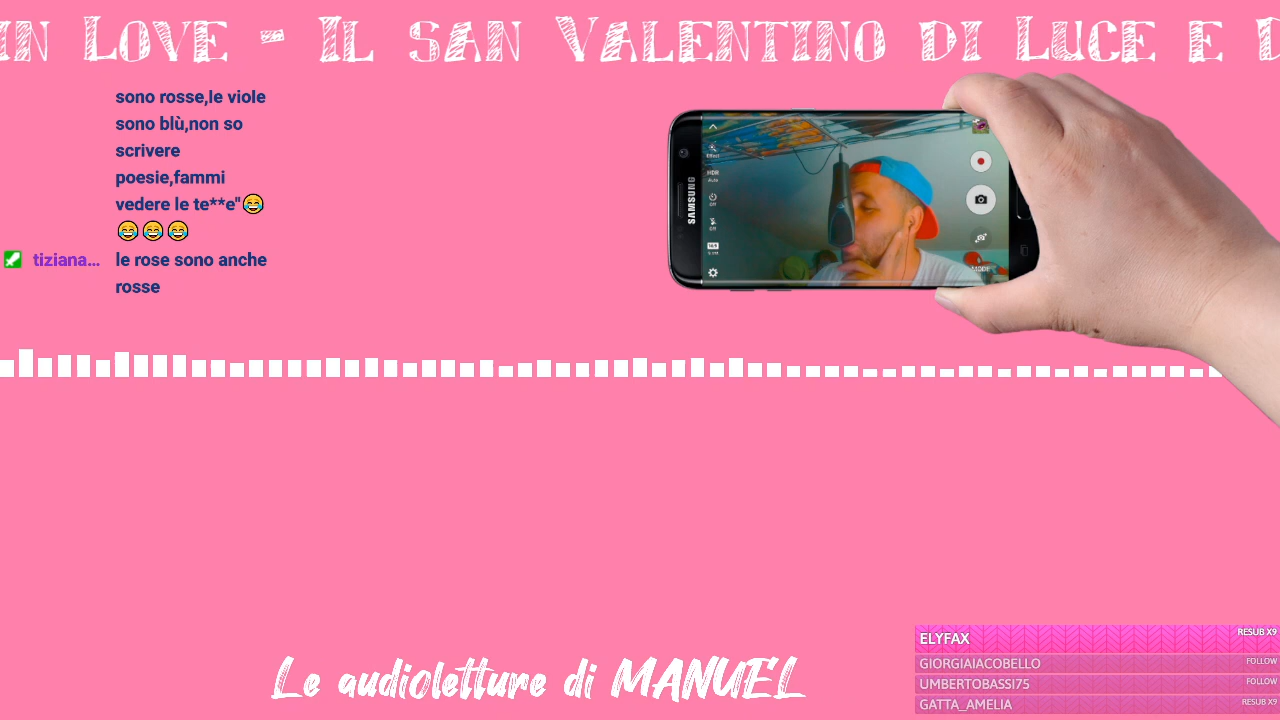 in Love - Il san Valentino di Luce e D
sono rosse,le viole
sono blù,non so
scrivere
poesie,fammi
vedere le te**e"😂
😂😂😂
tiziana... le rose sono anche
rosse
SAMSUNG
HDR
MODE
Le audioletture di MANUEL
ELYFAX RESUB X9
GIORGIAIACOBELLO FOLLOW
UMBERTOBASSI75 FOLLOW
GATTA_AMELIA RESUB X9